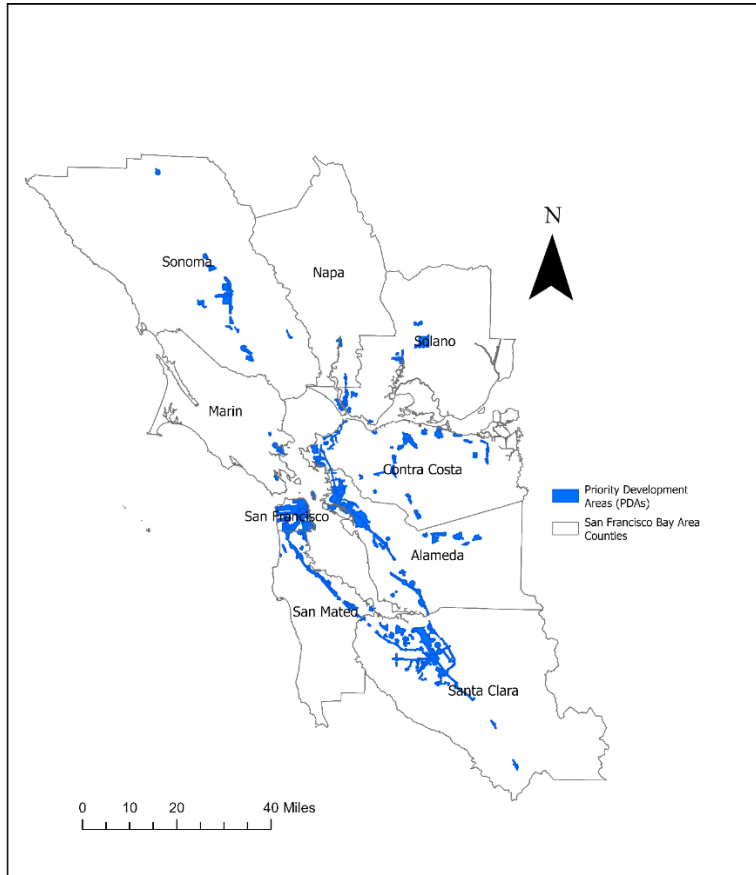 N
Sonoma
Napa
Solano
Marin
Contra Costa
Priority Development
Areas (PDAs)
San Francisco
San Francisco Bay Area
Counties
Alameda
San Mateo
Santa Clara
0 10 20 40 Miles